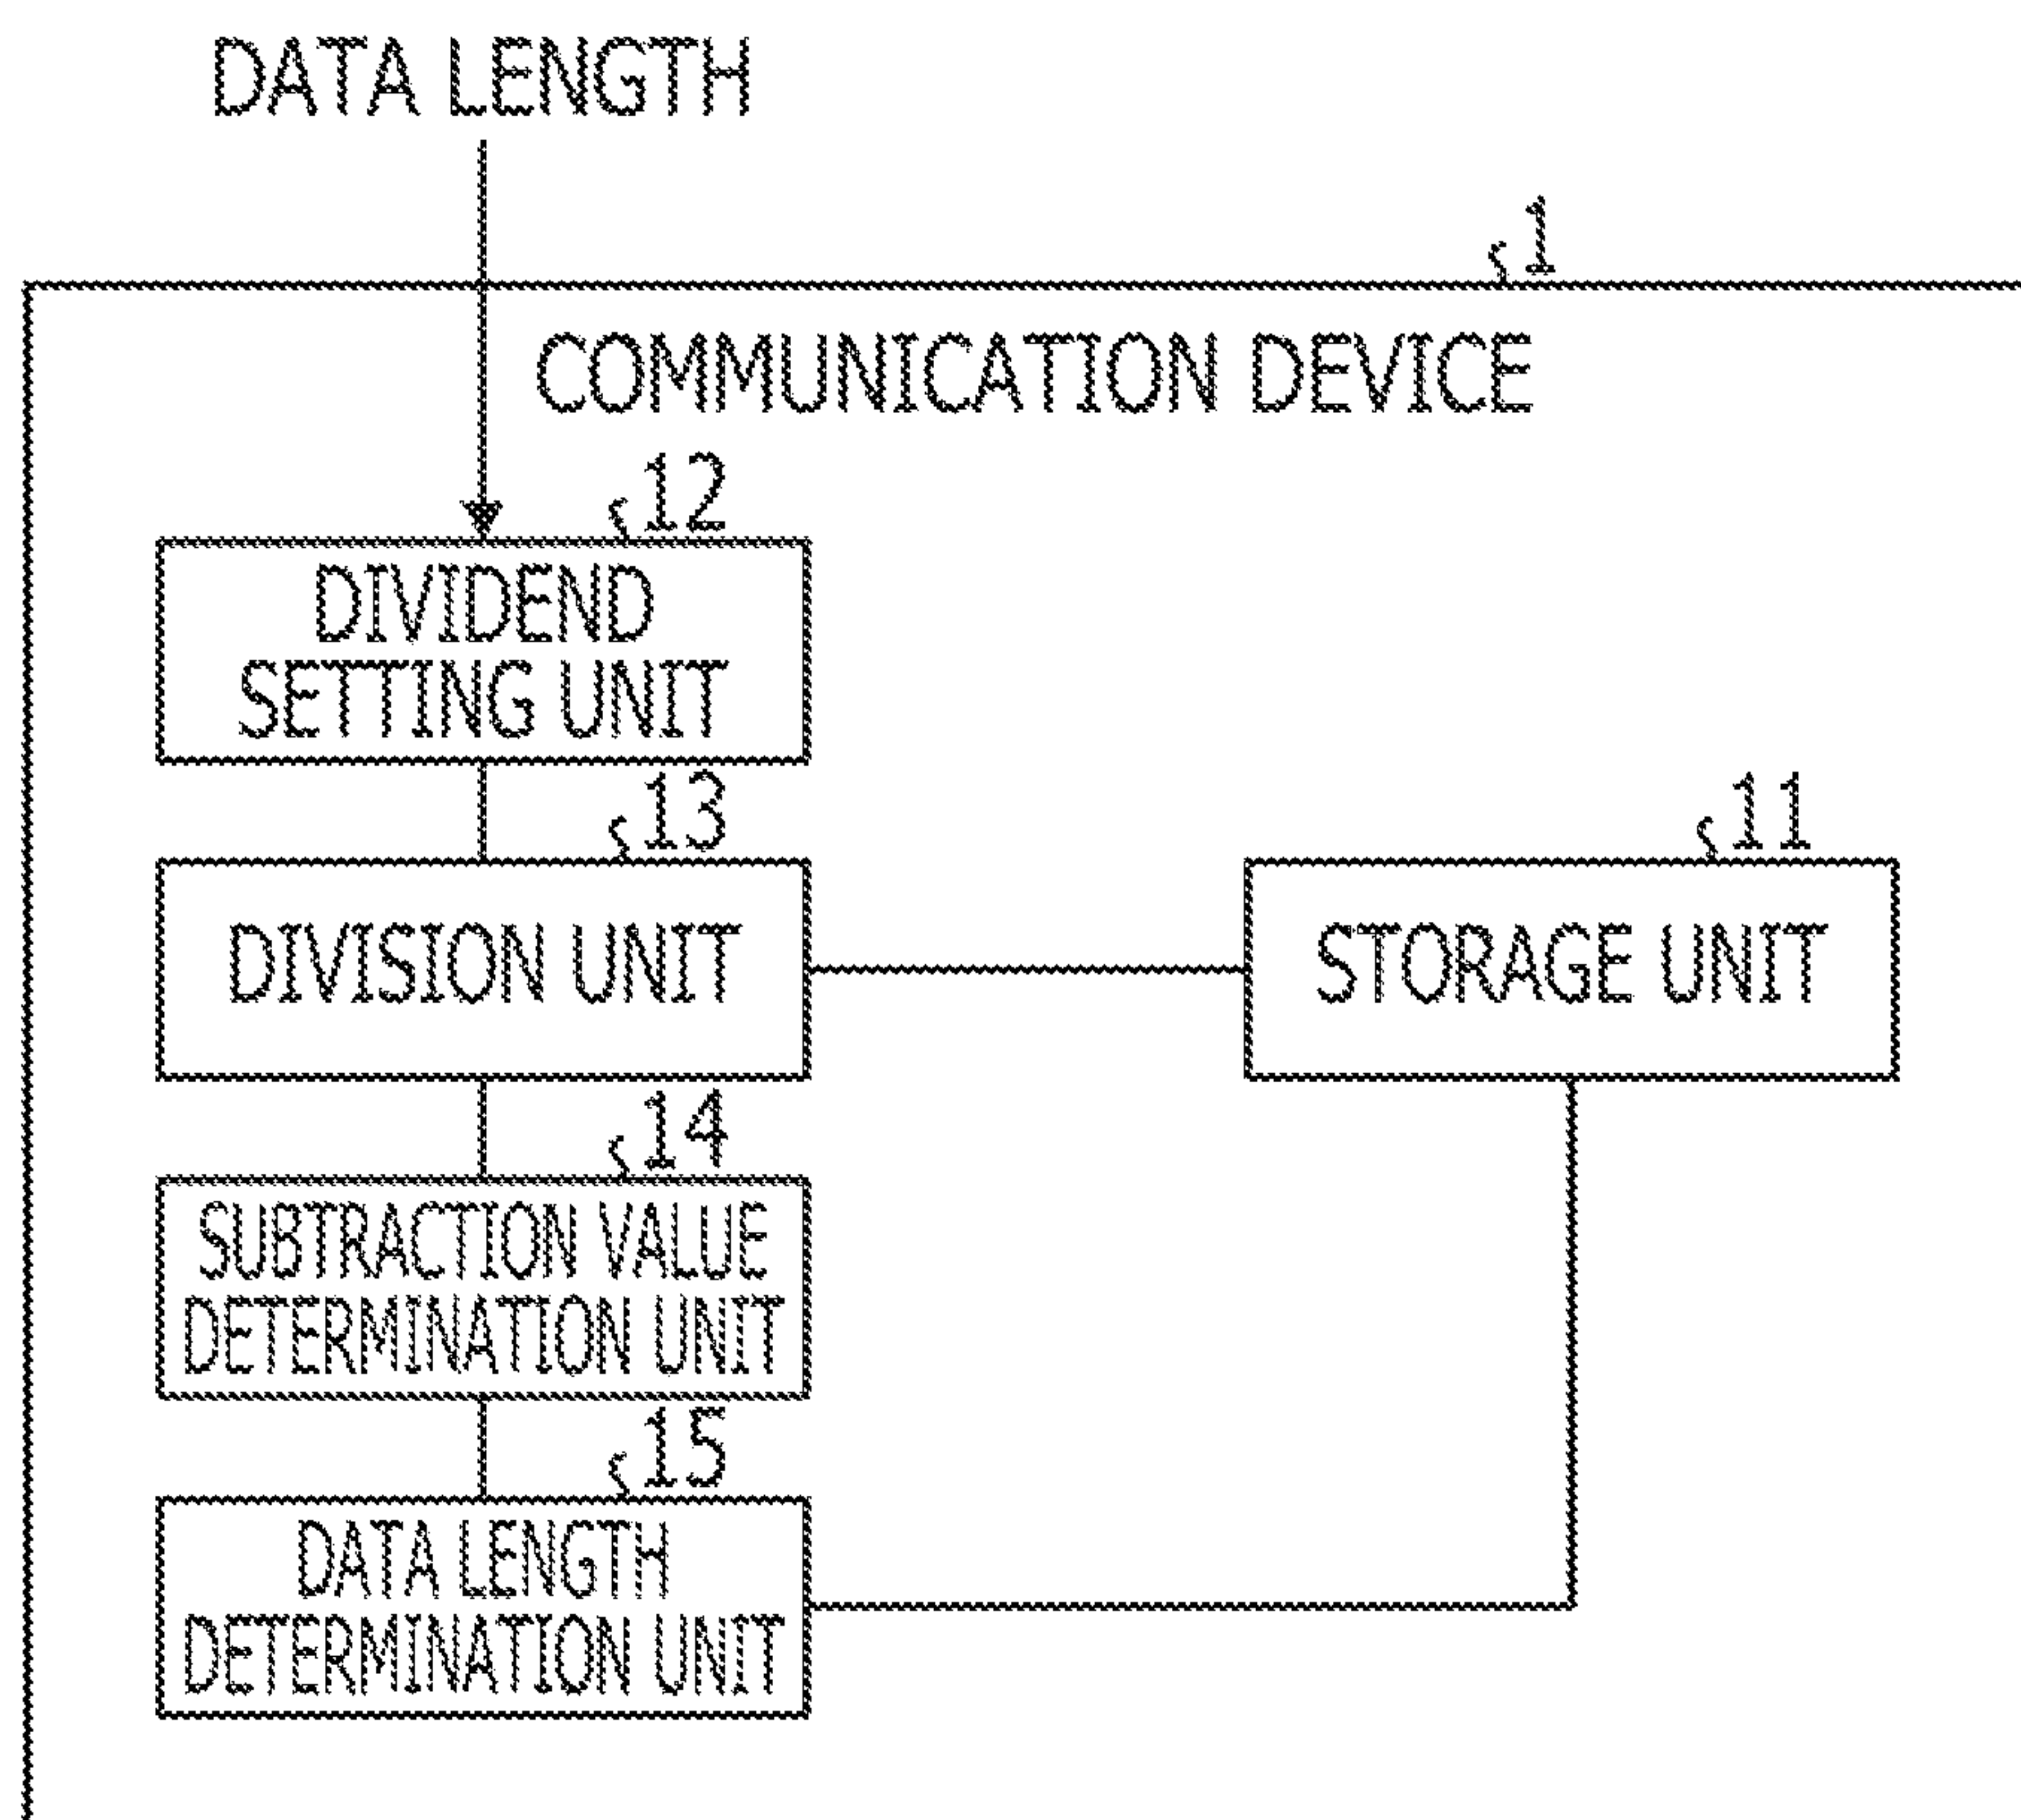 DATA LENGTH
1
COMMUNICATION DEVICE
12
DIVIDEND
SETTING UNIT
13
DIVISION UNIT
11
STORAGE UNIT
14
SUBTRACTION VALUE
DETERMINATION UNIT
15
DATA LENGTH
DETERMINATION UNIT